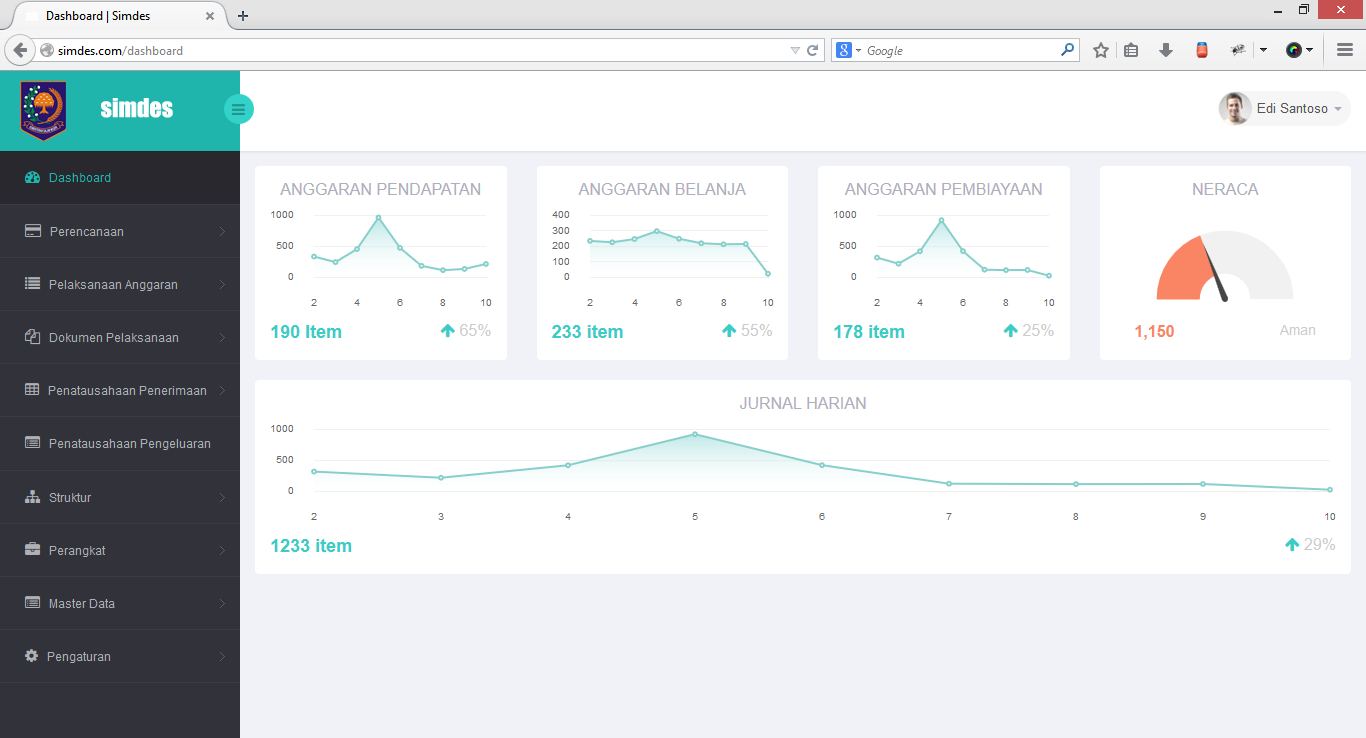 Dashboard | Simdes
simdes.com/dashboard
Google
simdes
Edi Santoso
Dashboard
Perencanaan
Pelaksanaan Anggaran
Dokumen Pelaksanaan
Penatausahaan Penerimaan
Penatausahaan Pengeluaran
Struktur
Perangkat
Master Data
Pengaturan
ANGGARAN PENDAPATAN
1000
500
0
2 4 6 8 10
190 Item 65%
ANGGARAN BELANJA
400
300
200
100
0
2 4 6 8 10
233 item 55%
ANGGARAN PEMBIAYAAN
1000
500
0
2 4 6 8 10
178 item 25%
NERACA
1,150 Aman
JURNAL HARIAN
1000
500
0
2 3 4 5 6 7 8 9 10
1233 item 29%